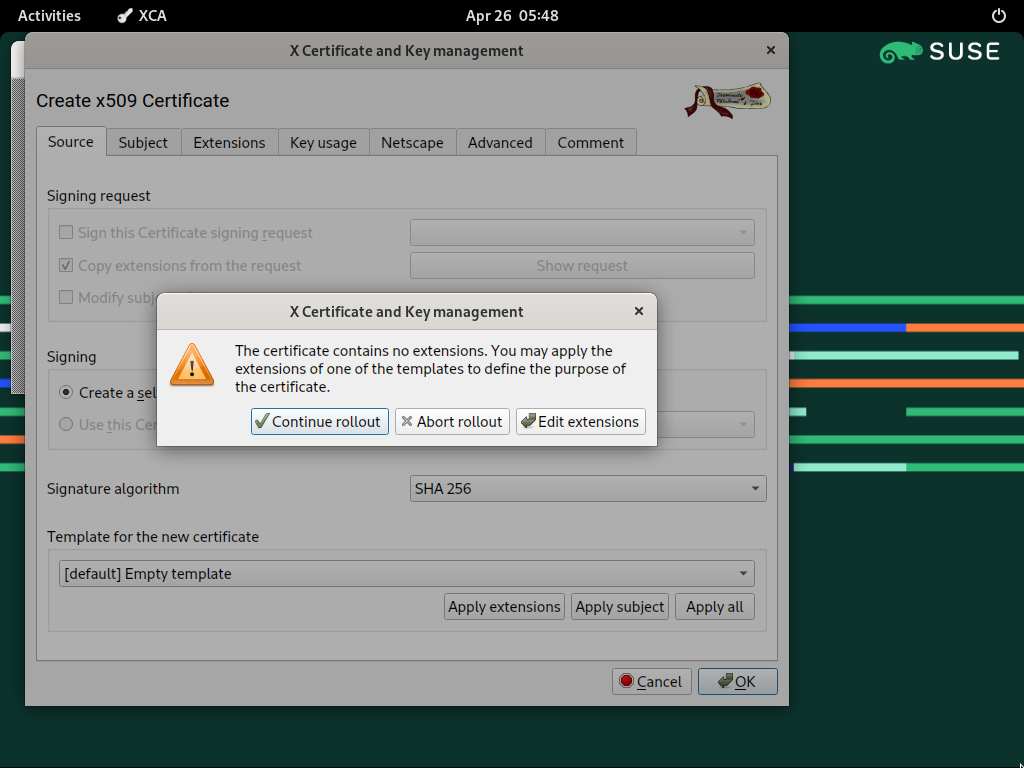 Activities
XCA
Apr 26 05:48
X Certificate and Key management
SUSE
Create x509 Certificate
Source
Subject
Extensions
Key usage
Netscape
Advanced
Comment
Signing request
Sign this Certificate signing request
Copy extensions from the request
Show request
Modify subj
X Certificate and Key management
The certificate contains no extensions. You may apply the
extensions of one of the templates to define the purpose of
the certificate.
Continue rollout
Abort rollout
Edit extensions
Signing
Create a sel
Use this Cer
Signature algorithm
SHA 256
Template for the new certificate
[default] Empty template
Apply extensions
Apply subject
Apply all
Cancel
OK